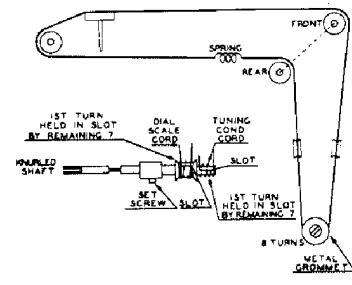 FRONT
SPRING
REAR
1ST TURN
HELD IN SLOT
BY REMAINING 7
DIAL
SCALE
CORD
TUNING
COND
CORD
SLOT
KNURLED
SHAFT
SET
SCREW
SLOT
1ST TURN
HELD IN SLOT
BY REMAINING 7
8 TURNS
METAL
GROMMET